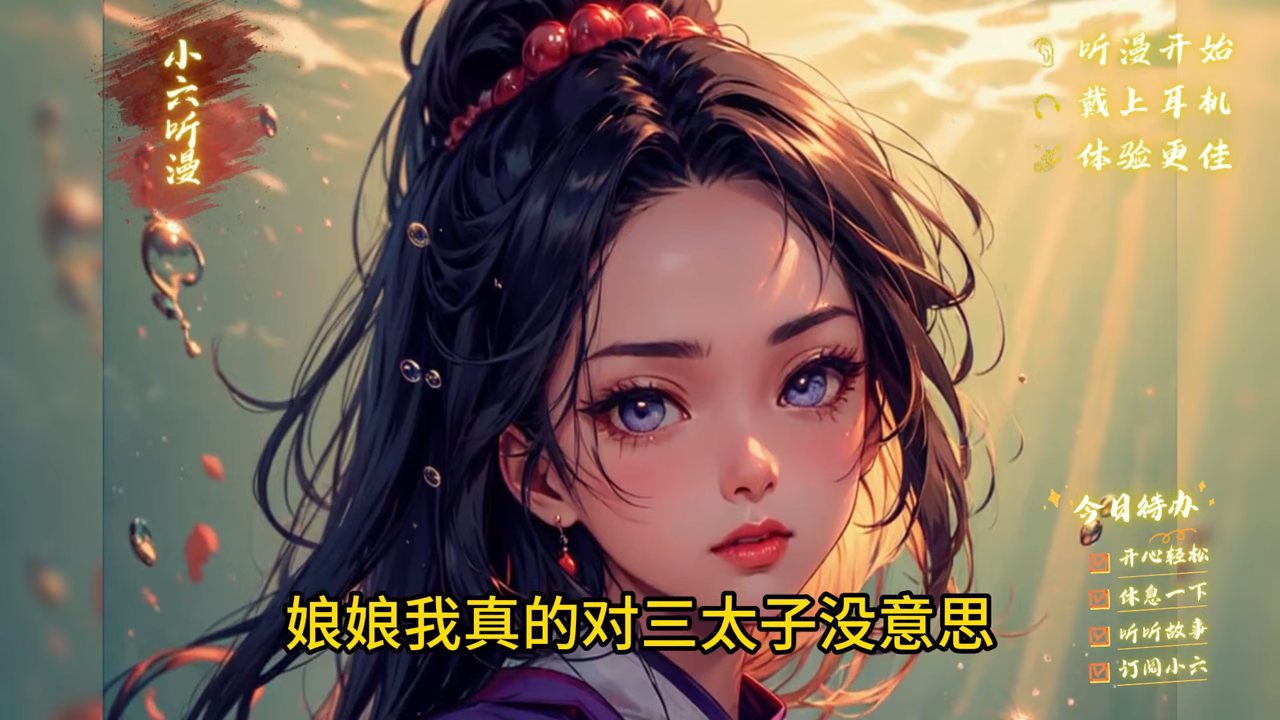 小六听漫
听漫开始
戴上耳机
体验更佳
今日待办
开心轻松
休息一下
听听故事
订阅小六
娘娘我真的对三太子没意思